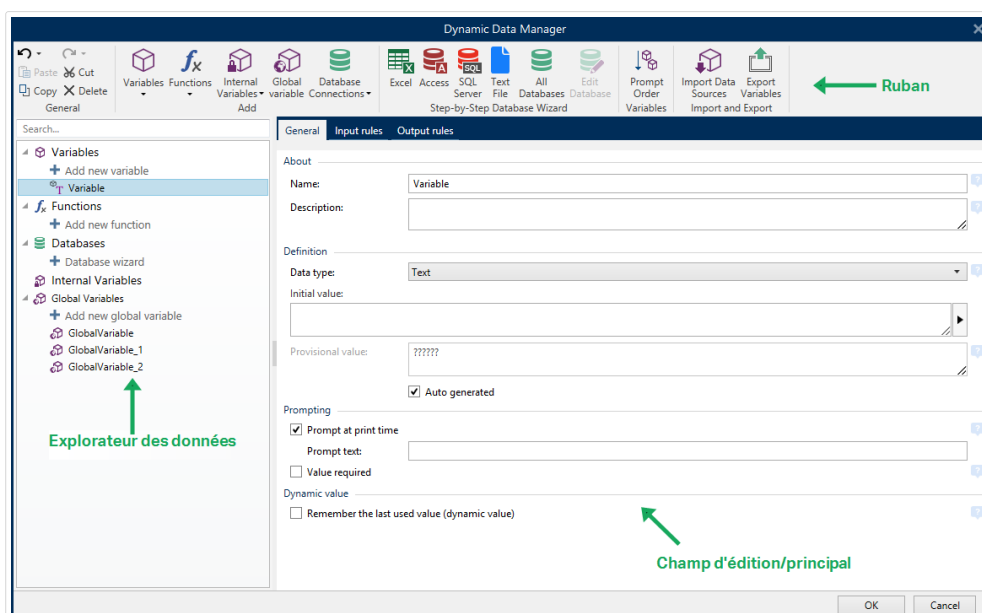 Dynamic Data Manager
Paste Cut
Copy Delete
General
Variables Functions Internal Variables Global variable Database Connections
Add
Excel Access SQL Server Text File All Databases Edit Database
Step-by-Step Database Wizard
Prompt Order
Variables
Import Data Sources Export Variables
Import and Export
Ruban
Search...
Variables
Add new variable
Variable
Functions
Add new function
Databases
Database wizard
Internal Variables
Global Variables
Add new global variable
GlobalVariable
GlobalVariable_1
GlobalVariable_2
Explorateur des données
General Input rules Output rules
About
Name: Variable
Description:
Definition
Data type: Text
Initial value:
Provisional value: ??????
Auto generated
Prompting
Prompt at print time
Prompt text:
Value required
Dynamic value
Remember the last used value (dynamic value)
Champ d'édition/principal
OK Cancel